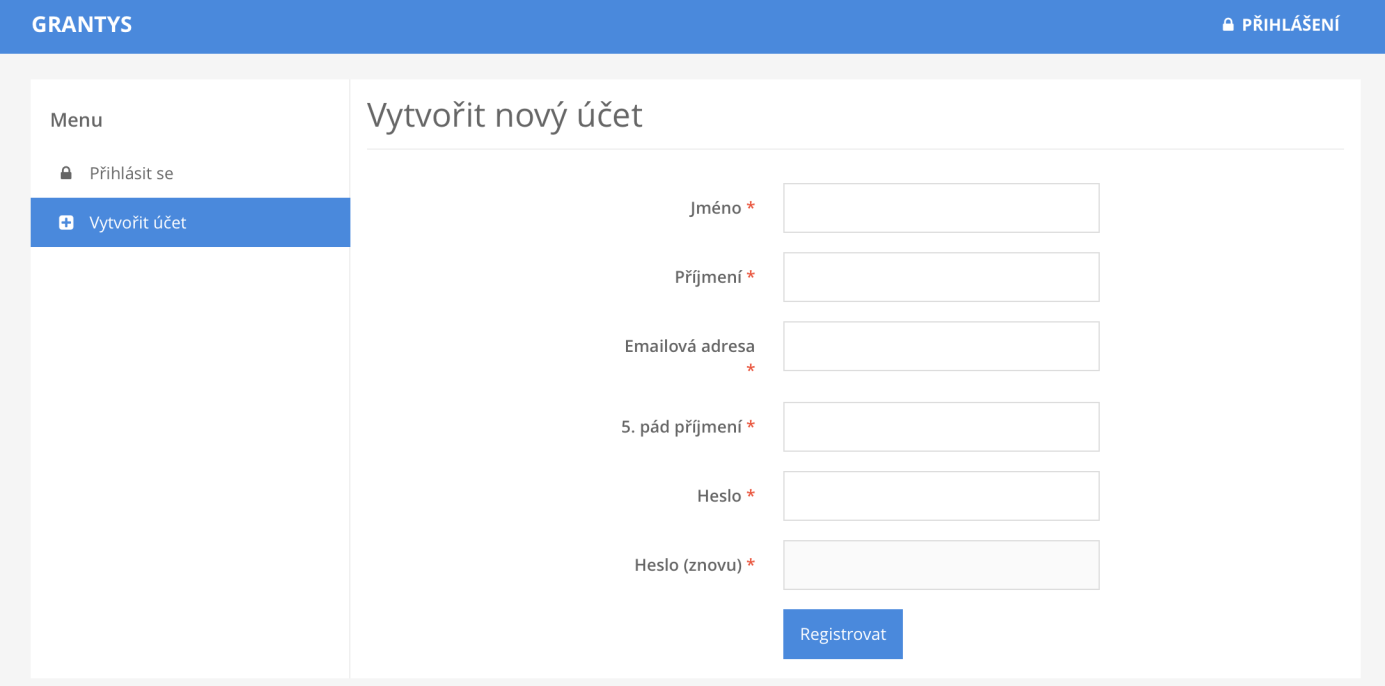 GRANTYS
PŘIHLÁŠENÍ
Menu
Přihlásit se
Vytvořit účet
Vytvořit nový účet
Jméno *
Příjmení *
Emailová adresa
*
5. pád příjmení *
Heslo *
Heslo (znovu) *
Registrovat